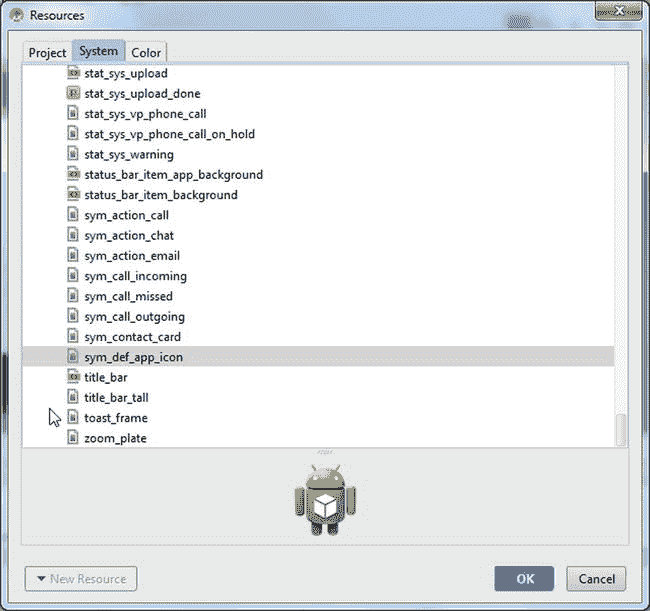 Resources
Project System Color
stat_sys_upload
stat_sys_upload_done
stat_sys_vp_phone_call
stat_sys_vp_phone_call_on_hold
stat_sys_warning
status_bar_item_app_background
status_bar_item_background
sym_action_call
sym_action_chat
sym_action_email
sym_call_incoming
sym_call_missed
sym_call_outgoing
sym_contact_card
sym_def_app_icon
title_bar
title_bar_tall
toast_frame
zoom_plate
New Resource OK Cancel